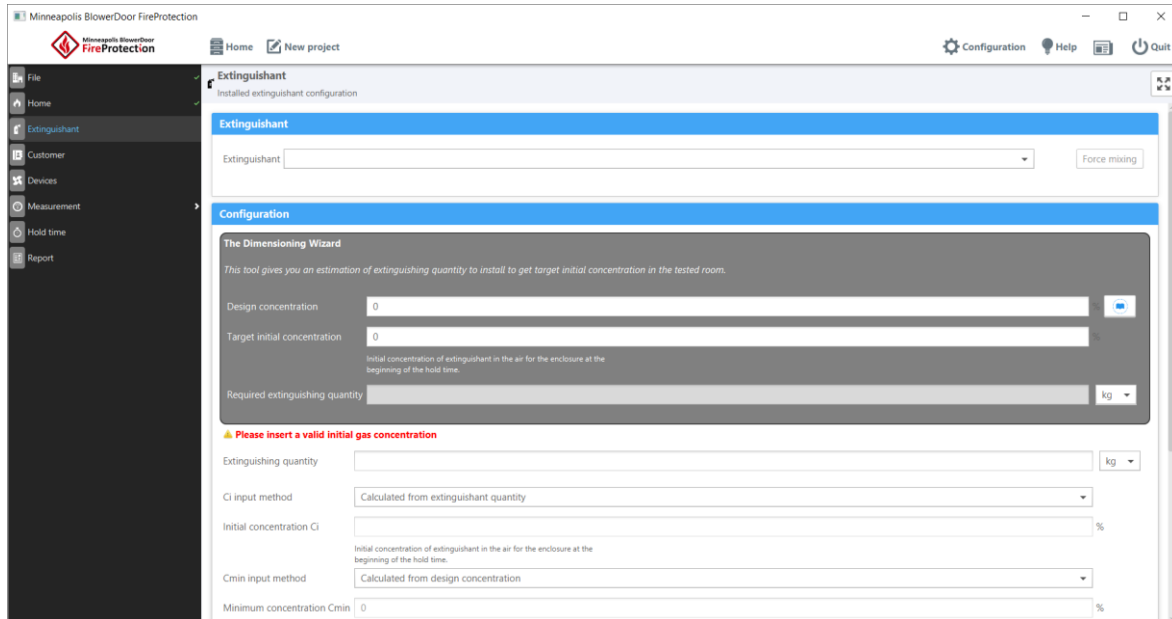 Minneapolis BlowerDoor FireProtection
Minneapolis BlowerDoor
FireProtection
Home
New project
Configuration
Help
Quit
File
Home
Extinguishant
Customer
Devices
Measurement
Hold time
Report
Extinguishant
Installed extinguishant configuration
Extinguishant
Extinguishant
Force mixing
Configuration
The Dimensioning Wizard
This tool gives you an estimation of extinguishing quantity to install to get target initial concentration in the tested room.
Design concentration 0 %
Target initial concentration 0 %
Initial concentration of extinguishant in the air for the enclosure at the
beginning of the hold time.
Required extinguishing quantity kg
Please insert a valid initial gas concentration
Extinguishing quantity kg
Ci input method Calculated from extinguishant quantity
Initial concentration Ci %
Initial concentration of extinguishant in the air for the enclosure at the
beginning of the hold time.
Cmin input method Calculated from design concentration
Minimum concentration Cmin 0 %